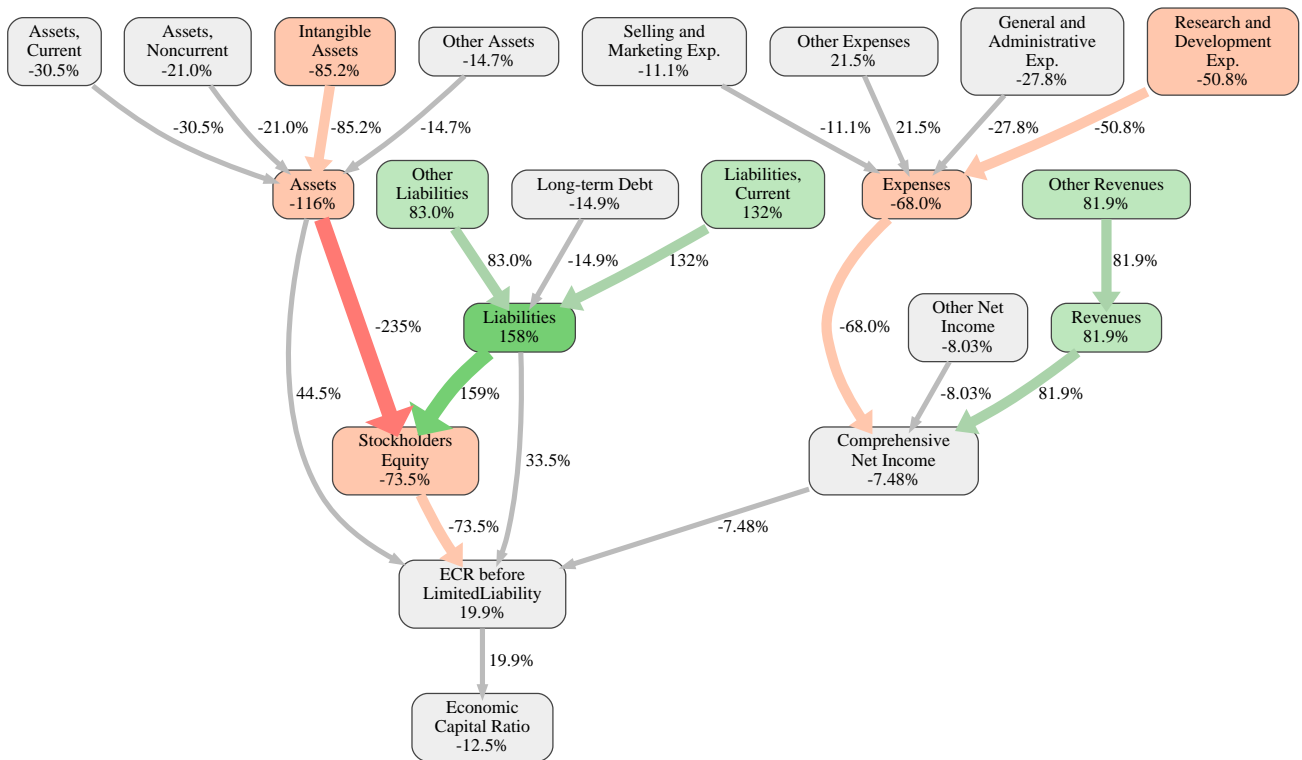 Assets,
Current
-30.5%
Assets,
Noncurrent
-21.0%
Intangible
Assets
-85.2%
Other Assets
-14.7%
Selling and
Marketing Exp.
-11.1%
Other Expenses
21.5%
General and
Administrative
Exp.
-27.8%
Research and
Development
Exp.
-50.8%
-30.5%
-21.0%
-85.2%
-14.7%
-11.1%
21.5%
-27.8%
-50.8%
Assets
-116%
Other
Liabilities
83.0%
Long-term Debt
-14.9%
Liabilities,
Current
132%
Expenses
-68.0%
Other Revenues
81.9%
83.0%
-14.9%
132%
81.9%
-235%
Liabilities
158%
-68.0%
Other Net
Income
-8.03%
Revenues
81.9%
44.5%
159%
-8.03%
81.9%
Stockholders
Equity
-73.5%
33.5%
Comprehensive
Net Income
-7.48%
-73.5%
-7.48%
ECR before
LimitedLiability
19.9%
19.9%
Economic
Capital Ratio
-12.5%